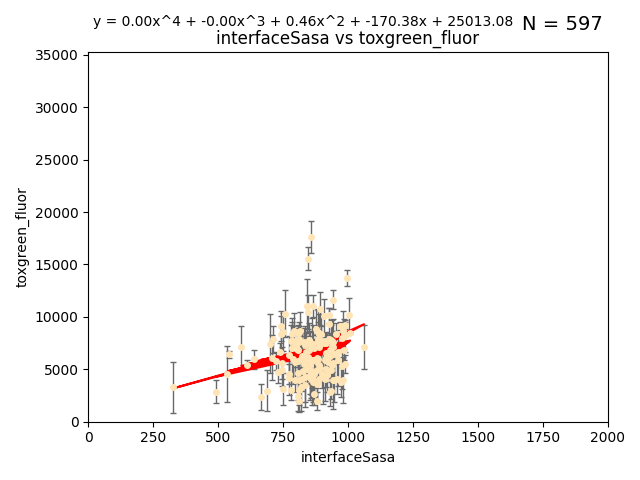 y = 0.00x^4 + -0.00x^3 + 0.46x^2 + -170.38x + 25013.08
N = 597
interfaceSasa vs toxgreen_fluor
35000
30000
25000
20000
15000
10000
5000
0
toxgreen_fluor
0 250 500 750 1000 1250 1500 1750 2000
interfaceSasa